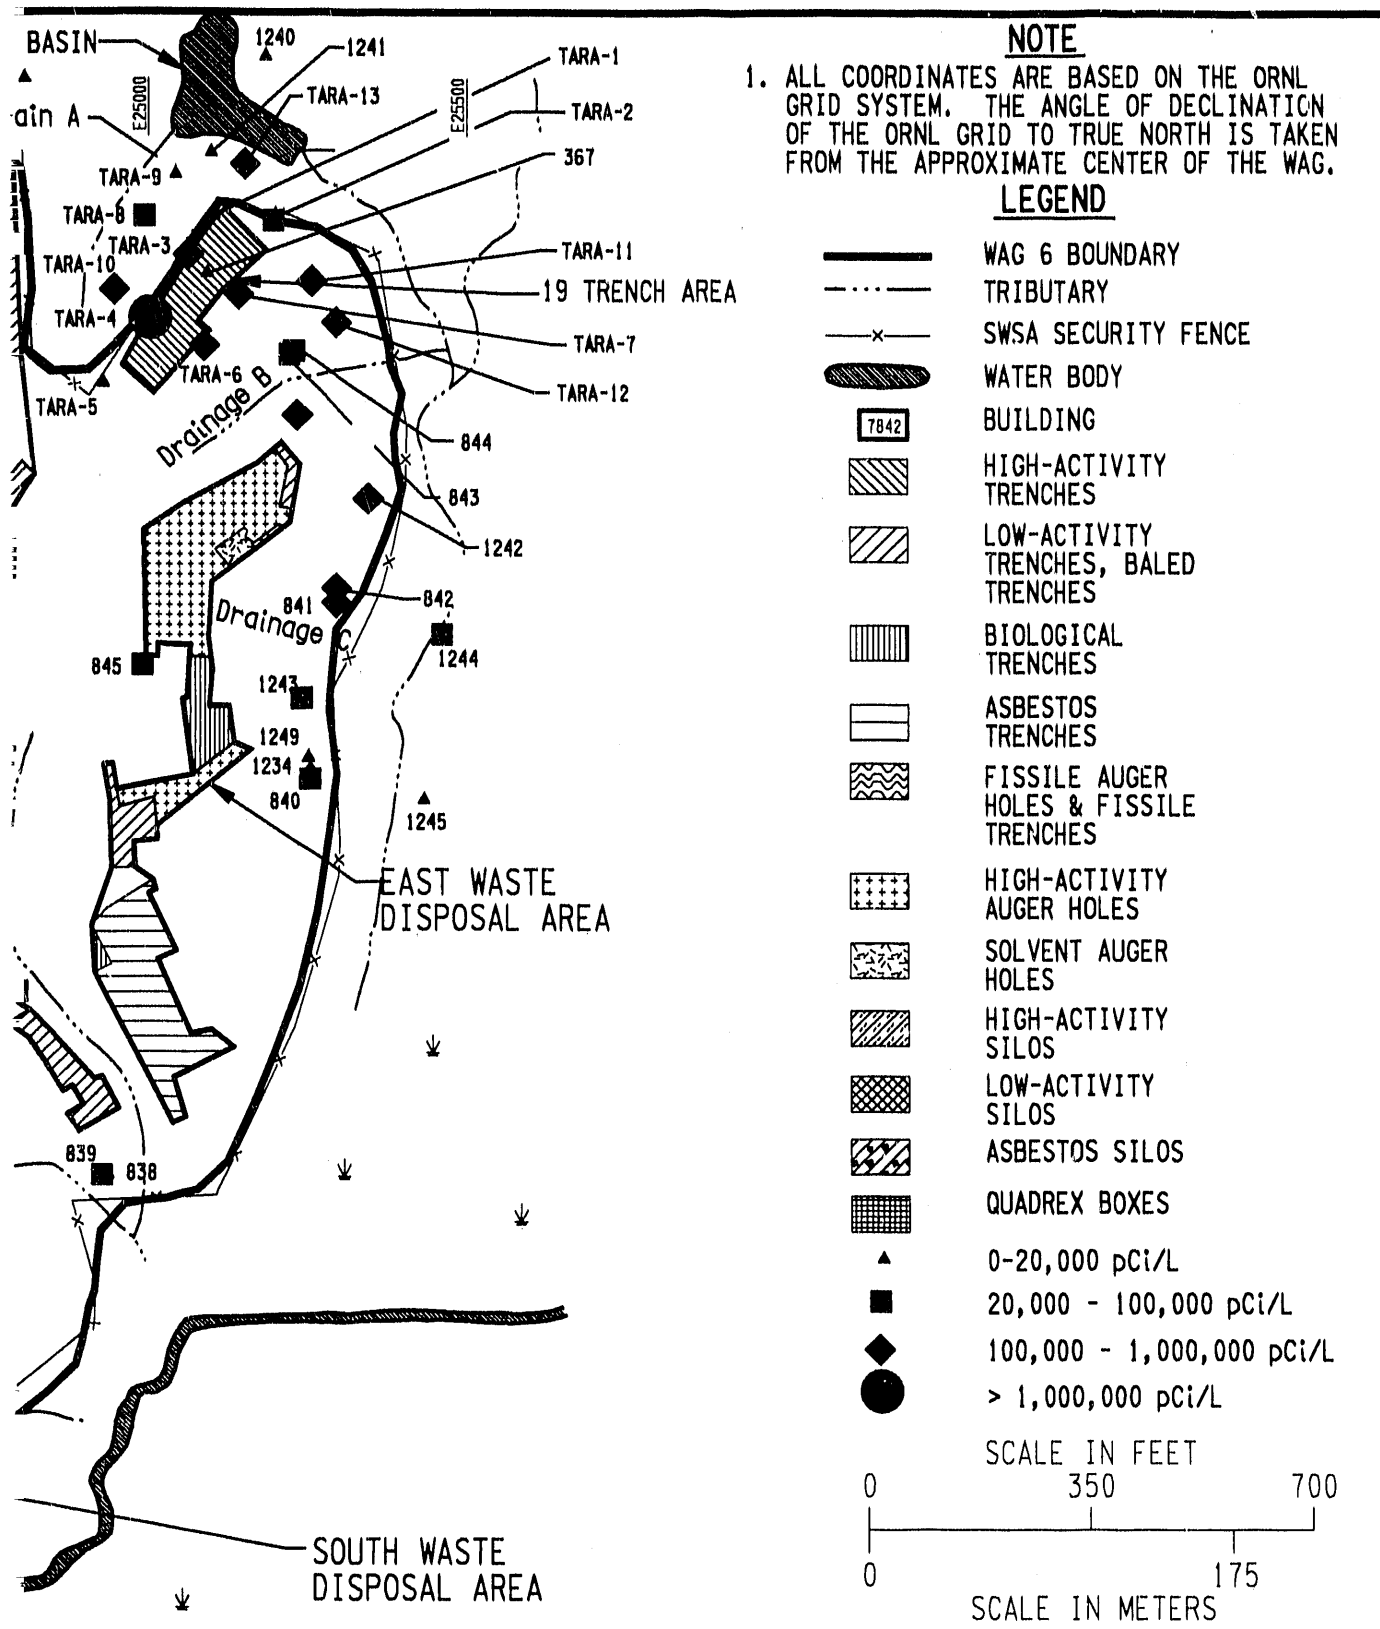 BASIN
1240
1241
TARA-1
TARA-13
TARA-2
E25000
E25500
ain A
367
TARA-9
TARA-8
TARA-3
TARA-10
TARA-11
19 TRENCH AREA
TARA-4
TARA-7
TARA-6
TARA-12
TARA-5
Drainage B
844
843
1242
841
842
Drainage C
845
1244
1243
1249
1234
840
1245
EAST WASTE
DISPOSAL AREA
839
838
SOUTH WASTE
DISPOSAL AREA
NOTE
1. ALL COORDINATES ARE BASED ON THE ORNL
GRID SYSTEM. THE ANGLE OF DECLINATION
OF THE ORNL GRID TO TRUE NORTH IS TAKEN
FROM THE APPROXIMATE CENTER OF THE WAG.
LEGEND
WAG 6 BOUNDARY
TRIBUTARY
SWSA SECURITY FENCE
WATER BODY
7842
BUILDING
HIGH-ACTIVITY
TRENCHES
LOW-ACTIVITY
TRENCHES, BALED
TRENCHES
BIOLOGICAL
TRENCHES
ASBESTOS
TRENCHES
FISSILE AUGER
HOLES & FISSILE
TRENCHES
HIGH-ACTIVITY
AUGER HOLES
SOLVENT AUGER
HOLES
HIGH-ACTIVITY
SILOS
LOW-ACTIVITY
SILOS
ASBESTOS SILOS
QUADREX BOXES
0-20,000 pCi/L
20,000 - 100,000 pCi/L
100,000 - 1,000,000 pCi/L
> 1,000,000 pCi/L
SCALE IN FEET
0 350 700
0 175
SCALE IN METERS